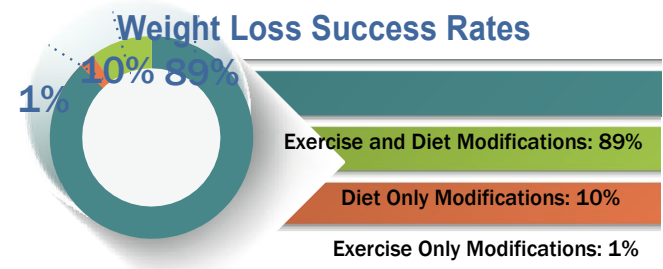 Weight Loss Success Rates
10% 89%
1%
Exercise and Diet Modifications: 89%
Diet Only Modifications: 10%
Exercise Only Modifications: 1%